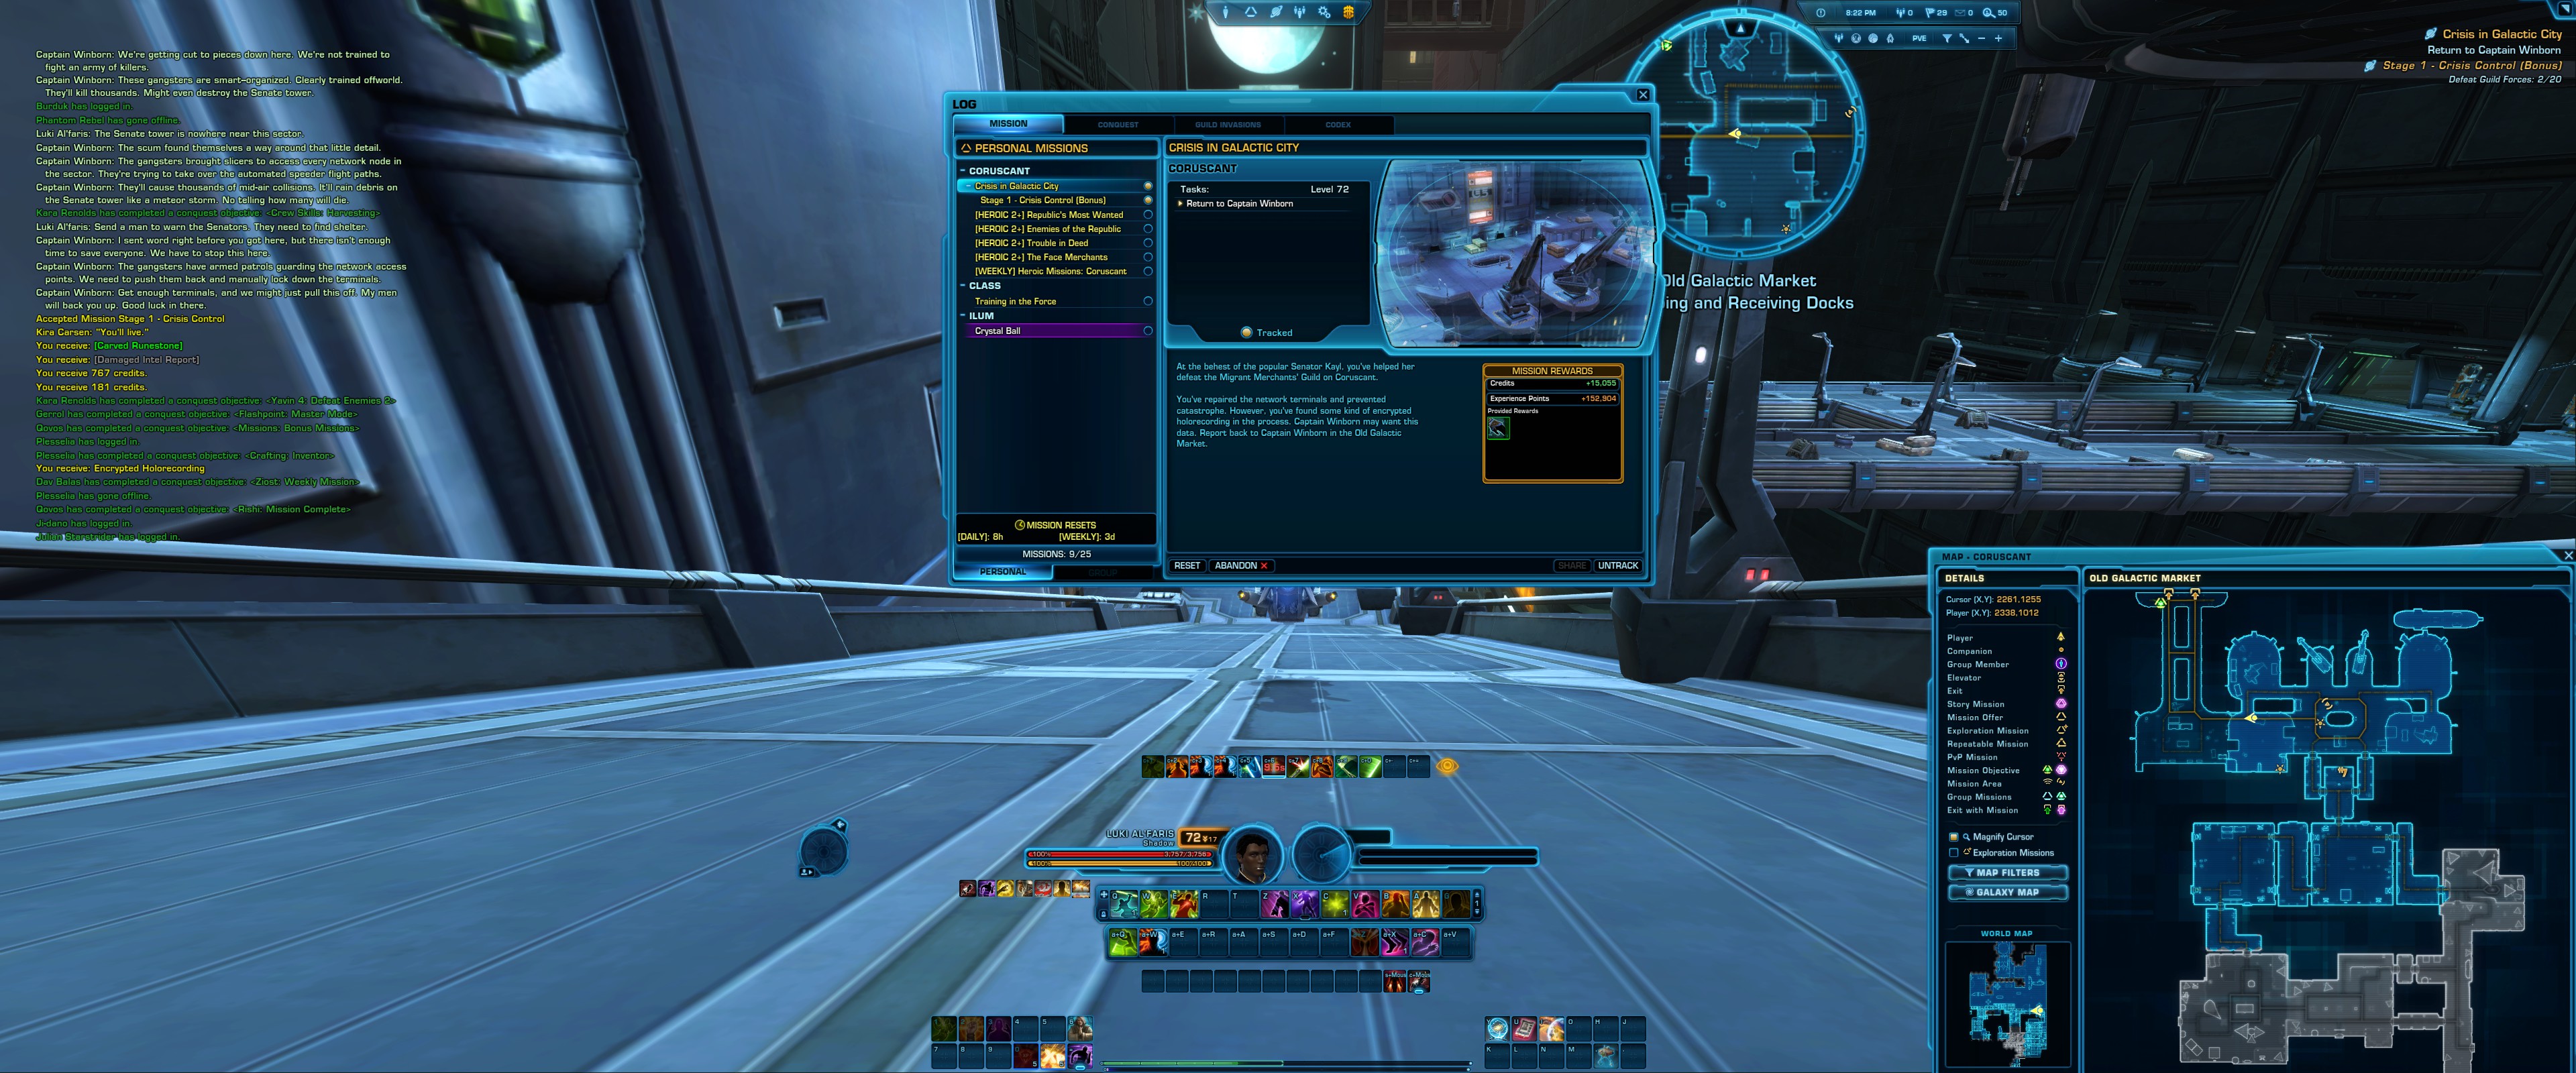 Captain Winborn: We're getting cut to pieces down here. We're not trained to
fight an army of killers.
Captain Winborn: These gangsters are smart–organized. Clearly trained offworld.
They'll kill thousands. Might even destroy the Senate tower.
Burduk has logged in.
Phantom Rebel has gone offline.
Luki Al'faris: The Senate tower is nowhere near this sector.
Captain Winborn: The scum found themselves a way around that little detail.
Captain Winborn: The gangsters brought slicers to access every network node in
the sector. They're trying to take over the automated speeder flight paths.
Captain Winborn: They'll cause thousands of mid-air collisions. It'll rain debris on
the Senate tower like a meteor storm. No telling how many will die.
Kara Renolds has completed a conquest objective: <Crew Skills: Harvesting>
Luki Al'faris: Send a man to warn the Senators. They need to find shelter.
Captain Winborn: I sent word right before you got here, but there isn't enough
time to save everyone. We have to stop this here.
Captain Winborn: The gangsters have armed patrols guarding the network access
points. We need to push them back and manually lock down the terminals.
Captain Winborn: Get enough terminals, and we might just pull this off. My men
will back you up. Good luck in there.
Accepted Mission Stage 1 - Crisis Control
Kira Carsen: "You'll live."
You receive: [Carved Runestone]
You receive: [Damaged Intel Report]
You receive 767 credits.
You receive 181 credits.
Kara Renolds has completed a conquest objective: <Yavin 4: Defeat Enemies 2>
Gerrol has completed a conquest objective: <Flashpoint: Master Mode>
Qovos has completed a conquest objective: <Missions: Bonus Missions>
Plesselia has logged in.
Plesselia has completed a conquest objective: <Crafting: Inventor>
You receive: Encrypted Holorecording
Dav Balas has completed a conquest objective: <Ziost: Weekly Mission>
Plesselia has gone offline.
Qovos has completed a conquest objective: <Rishi: Mission Complete>
Ji-dano has logged in.
Starstrider has logged in.
LOG
MISSION
CONQUEST
GUILD INVASIONS
CODEX
PERSONAL MISSIONS
CORUSCANT
Crisis in Galactic City
Stage 1 - Crisis Control (Bonus)
[HEROIC 2+] Republic's Most Wanted
[HEROIC 2+] Enemies of the Republic
[HEROIC 2+] Trouble in Deed
[HEROIC 2+] The Face Merchants
[WEEKLY] Heroic Missions: Coruscant
CLASS
Training in the Force
ILUM
Crystal Ball
MISSION RESETS
[DAILY]: 8h [WEEKLY]: 3d
MISSIONS: 9/25
PERSONAL
GROUP
CRISIS IN GALACTIC CITY
CORUSCANT
Tasks: Level 72
Return to Captain Winborn
Tracked
At the behest of the popular Senator Kayl, you've helped her
defeat the Migrant Merchants' Guild on Coruscant.
You've repaired the network terminals and prevented
catastrophe. However, you've found some kind of encrypted
holorecording in the process. Captain Winborn may want this
data. Report back to Captain Winborn in the Old Galactic
Market.
MISSION REWARDS
Credits +15,055
Experience Points +152,904
Provided Rewards
RESET ABANDON SHARE UNTRACK
8:22 PM 0 29 0 50
PVE
Old Galactic Market
ing and Receiving Docks
Crisis in Galactic City
Return to Captain Winborn
Stage 1 - Crisis Control (Bonus)
Defeat Guild Forces: 2/20
MAP - CORUSCANT
DETAILS
OLD GALACTIC MARKET
Cursor (X,Y): 2261,1255
Player (X,Y): 2338,1012
Player
Companion
Group Member
Elevator
Exit
Story Mission
Mission Offer
Exploration Mission
Repeatable Mission
PvP Mission
Mission Objective
Mission Area
Group Missions
Exit with Mission
Magnify Cursor
Exploration Missions
MAP FILTERS
GALAXY MAP
WORLD MAP
LUKI AL'FARIS
Shadow
72 17
100% 3,757/3,758
100% 100/100
R T Z X C V B
a+Q a+W a+E a+R a+A a+S a+D a+F a+X a+C a+V
4 5
7 8 9
U O H J
K L N M